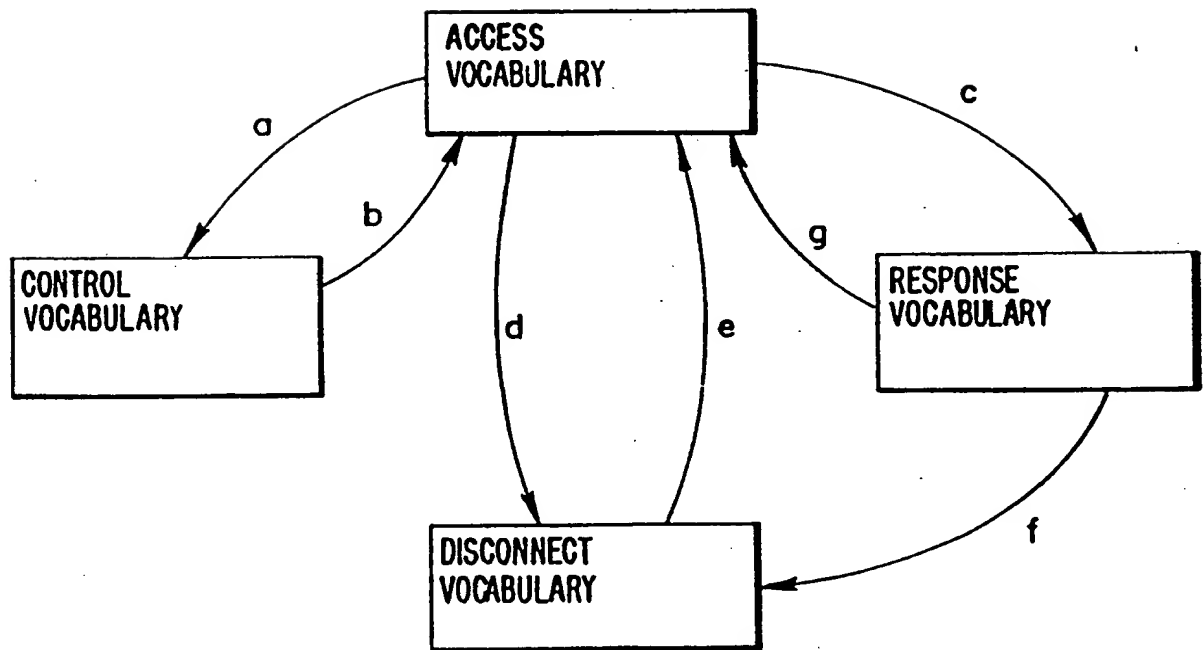 ACCESS
VOCABULARY
a
c
b
g
CONTROL
VOCABULARY
RESPONSE
VOCABULARY
d
e
DISCONNECT
VOCABULARY
f